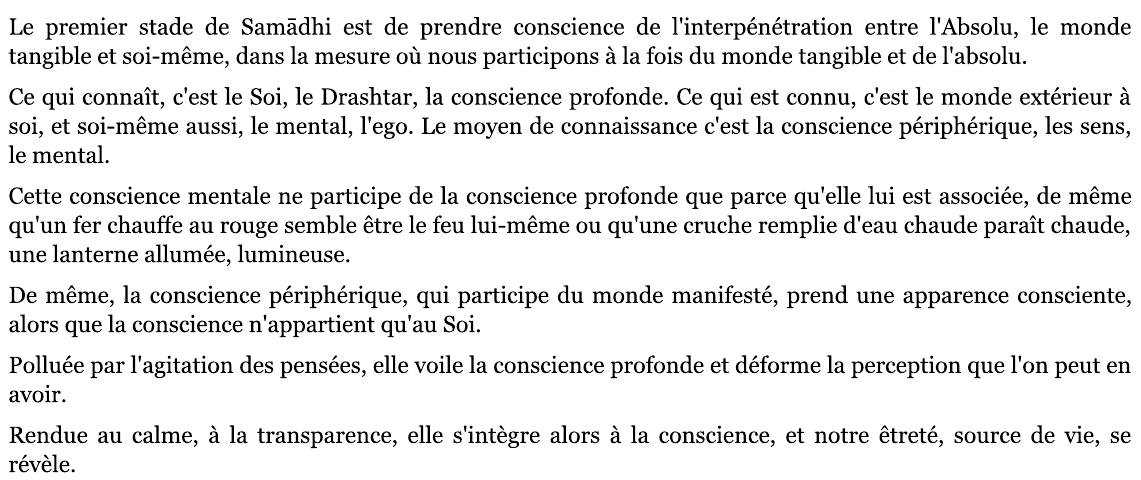 Le premier stade de Samādhi est de prendre conscience de l'interpénétration entre l'Absolu, le monde
tangible et soi-même, dans la mesure où nous participons à la fois du monde tangible et de l'absolu.
Ce qui connaît, c'est le Soi, le Drashtar, la conscience profonde. Ce qui est connu, c'est le monde extérieur à
soi, et soi-même aussi, le mental, l'ego. Le moyen de connaissance c'est la conscience périphérique, les sens,
le mental.
Cette conscience mentale ne participe de la conscience profonde que parce qu'elle lui est associée, de même
qu'un fer chauffe au rouge semble être le feu lui-même ou qu'une cruche remplie d'eau chaude paraît chaude,
une lanterne allumée, lumineuse.
De même, la conscience périphérique, qui participe du monde manifesté, prend une apparence consciente,
alors que la conscience n'appartient qu'au Soi.
Polluée par l'agitation des pensées, elle voile la conscience profonde et déforme la perception que l'on peut en
avoir.
Rendue au calme, à la transparence, elle s'intègre alors à la conscience, et notre êtreté, source de vie, se
révèle.